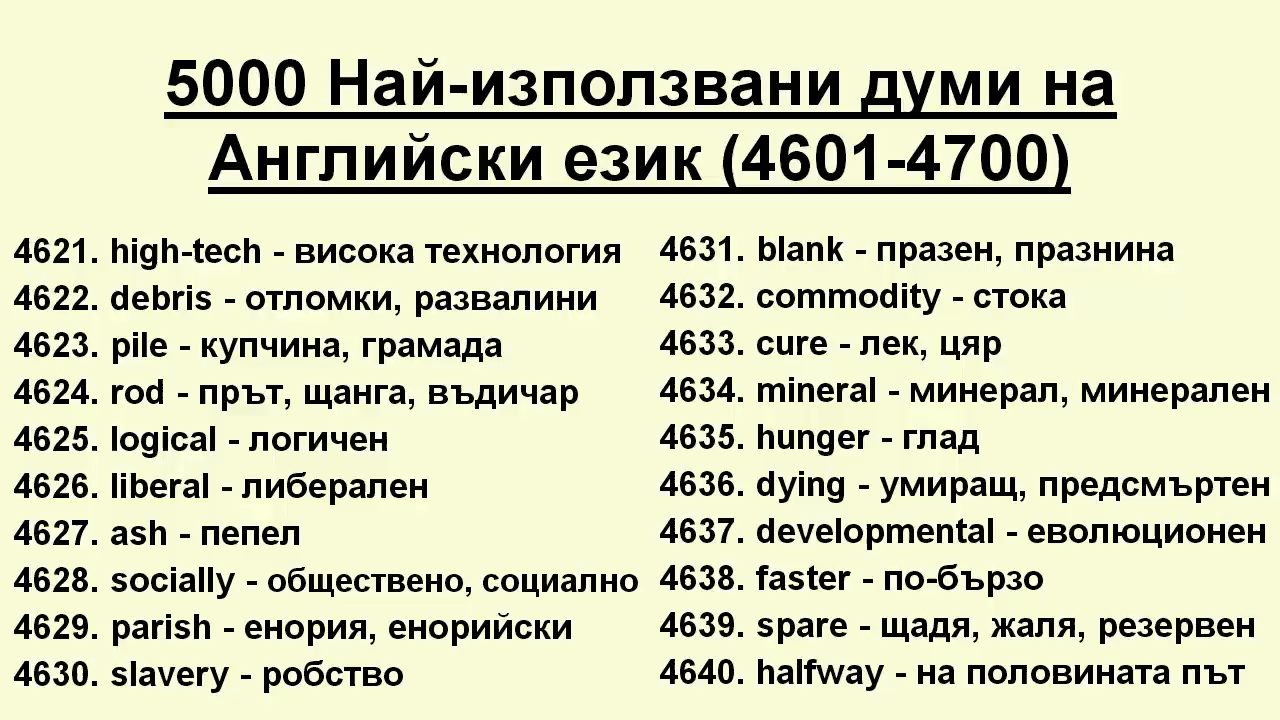 5000 Най-използвани думи на
Английски език (4601-4700)
4621. high-tech - висока технология
4622. debris - отломки, развалини
4623. pile - купчина, грамада
4624. rod - прът, щанга, въдичар
4625. logical - логичен
4626. liberal - либерален
4627. ash - пепел
4628. socially - обществено, социално
4629. parish - енория, енорийски
4630. slavery - робство
4631. blank - празен, празнина
4632. commodity - стока
4633. cure - лек, цяр
4634. mineral - минерал, минерален
4635. hunger - глад
4636. dying - умиращ, предсмъртен
4637. developmental - еволюционен
4638. faster - по-бързо
4639. spare - щадя, жаля, резервен
4640. halfway - на половината път